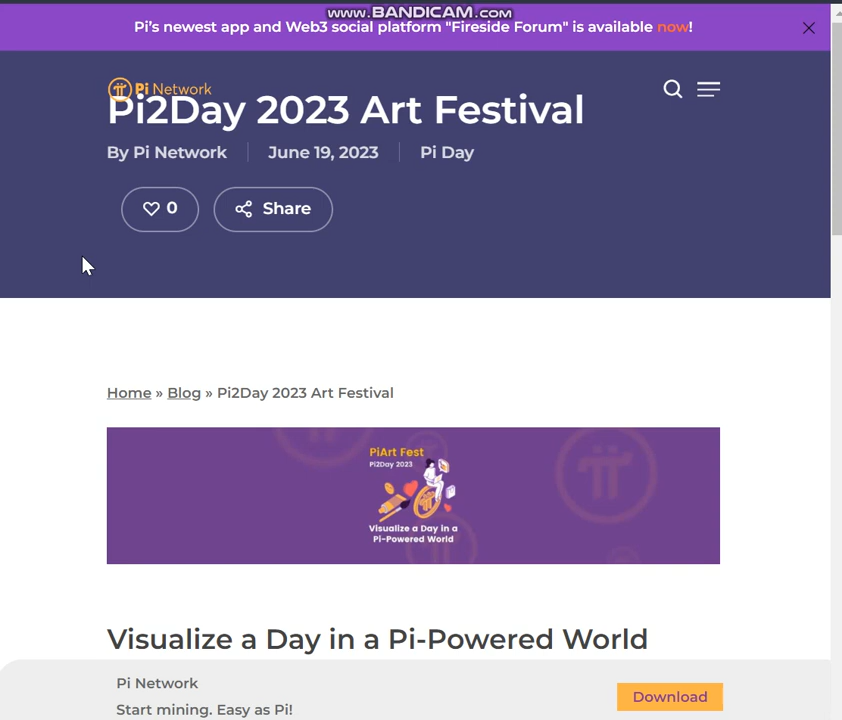 www.BANDICAM.com
Pi's newest app and Web3 social platform "Fireside Forum" is available now!
Pi Network
Pi2Day 2023 Art Festival
By Pi Network June 19, 2023 Pi Day
0 Share
Home » Blog » Pi2Day 2023 Art Festival
PiArt Fest
Pi2Day 2023
Visualize a Day in a
Pi-Powered World
Visualize a Day in a Pi-Powered World
Pi Network
Start mining. Easy as Pi!
Download